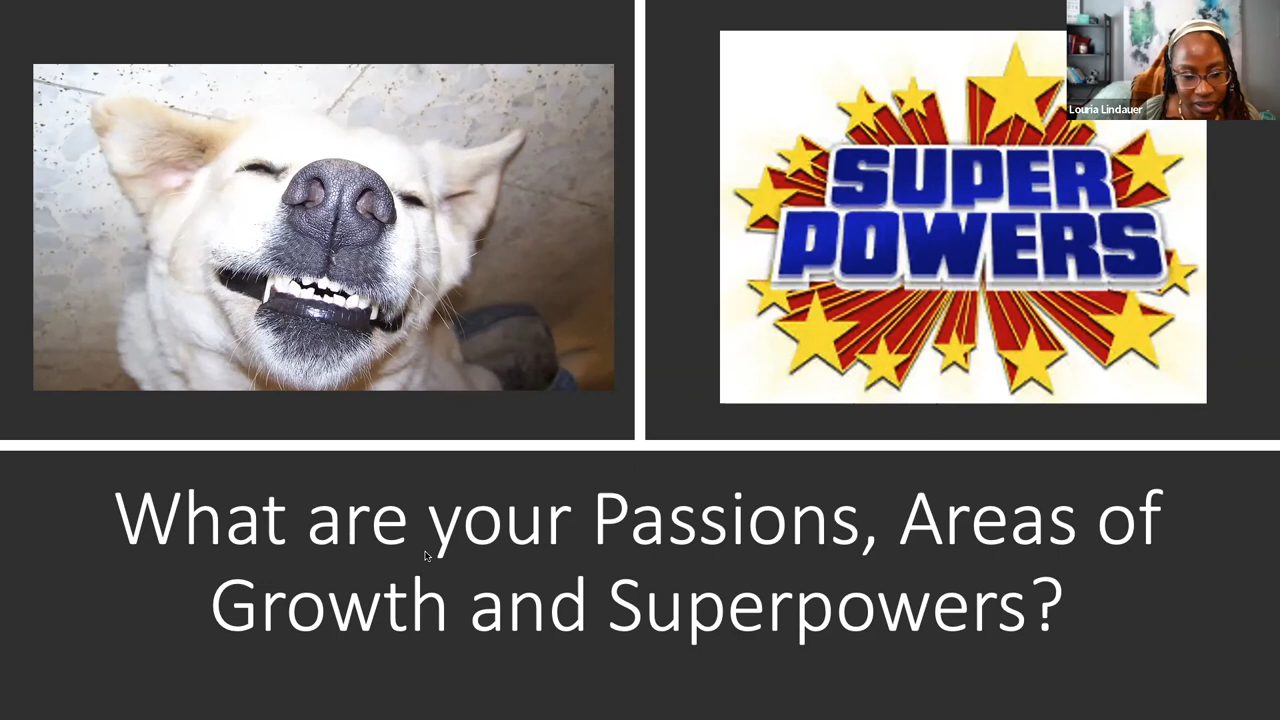 Louria Lindauer
SUPER
POWERS
What are your Passions, Areas of
Growth and Superpowers?